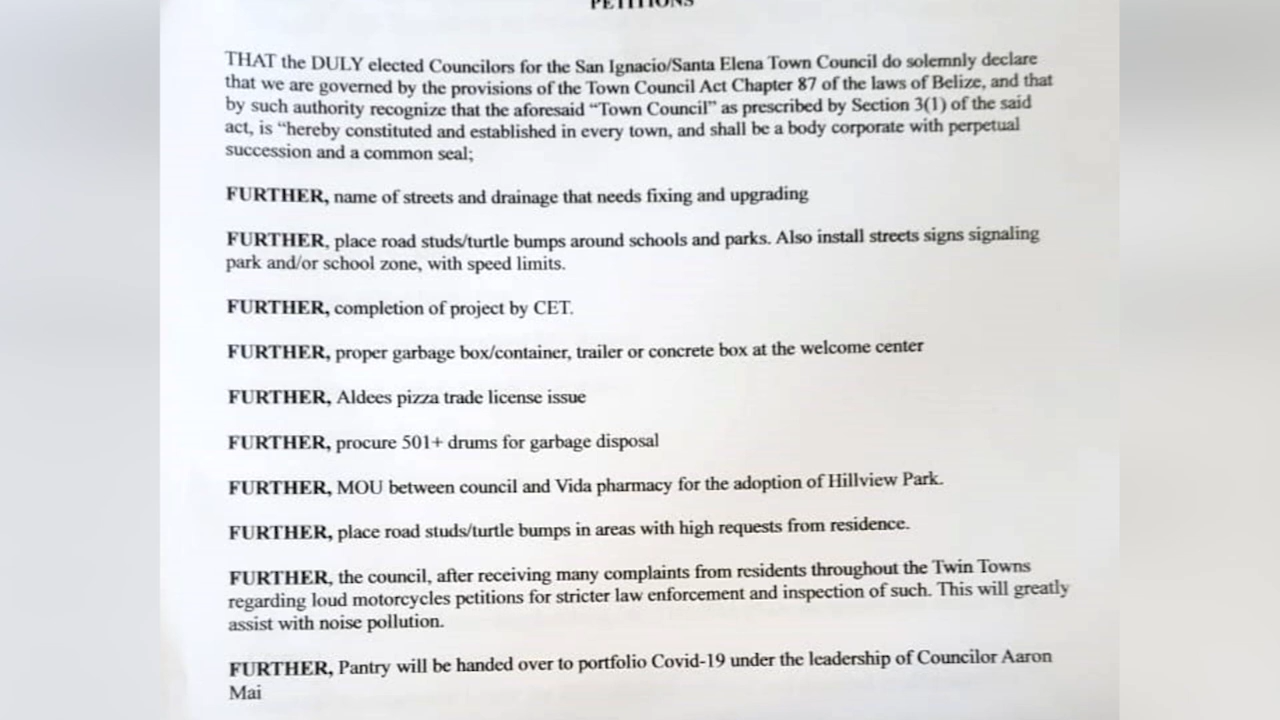 PETITIONS
THAT the DULY elected Councilors for the San Ignacio/Santa Elena Town Council do solemnly declare
that we are governed by the provisions of the Town Council Act Chapter 87 of the laws of Belize, and that
by such authority recognize that the aforesaid “Town Council” as prescribed by Section 3(1) of the said
act, is “hereby constituted and established in every town, and shall be a body corporate with perpetual
succession and a common seal;
FURTHER, name of streets and drainage that needs fixing and upgrading
FURTHER, place road studs/turtle bumps around schools and parks. Also install streets signs signaling
park and/or school zone, with speed limits.
FURTHER, completion of project by CET.
FURTHER, proper garbage box/container, trailer or concrete box at the welcome center
FURTHER, Aldees pizza trade license issue
FURTHER, procure 501+ drums for garbage disposal
FURTHER, MOU between council and Vida pharmacy for the adoption of Hillview Park.
FURTHER, place road studs/turtle bumps in areas with high requests from residence.
FURTHER, the council, after receiving many complaints from residents throughout the Twin Towns
regarding loud motorcycles petitions for stricter law enforcement and inspection of such. This will greatly
assist with noise pollution.
FURTHER, Pantry will be handed over to portfolio Covid-19 under the leadership of Councilor Aaron
Mai